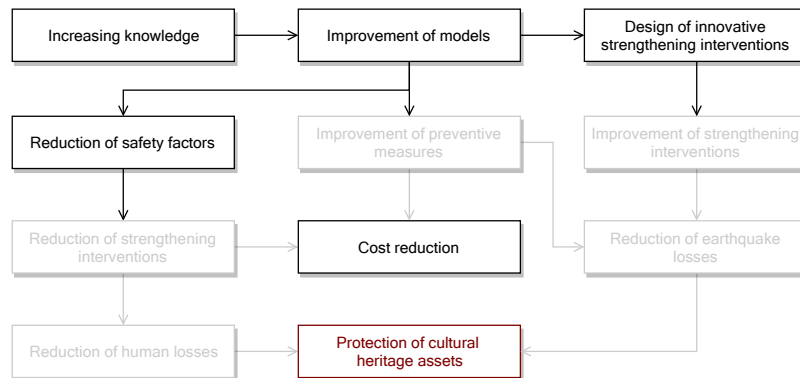 Increasing knowledge
Improvement of models
Design of innovative
strengthening interventions
Reduction of safety factors
Improvement of preventive
measures
Improvement of strengthening
interventions
Reduction of strengthening
interventions
Cost reduction
Reduction of earthquake
losses
Reduction of human losses
Protection of cultural
heritage assets